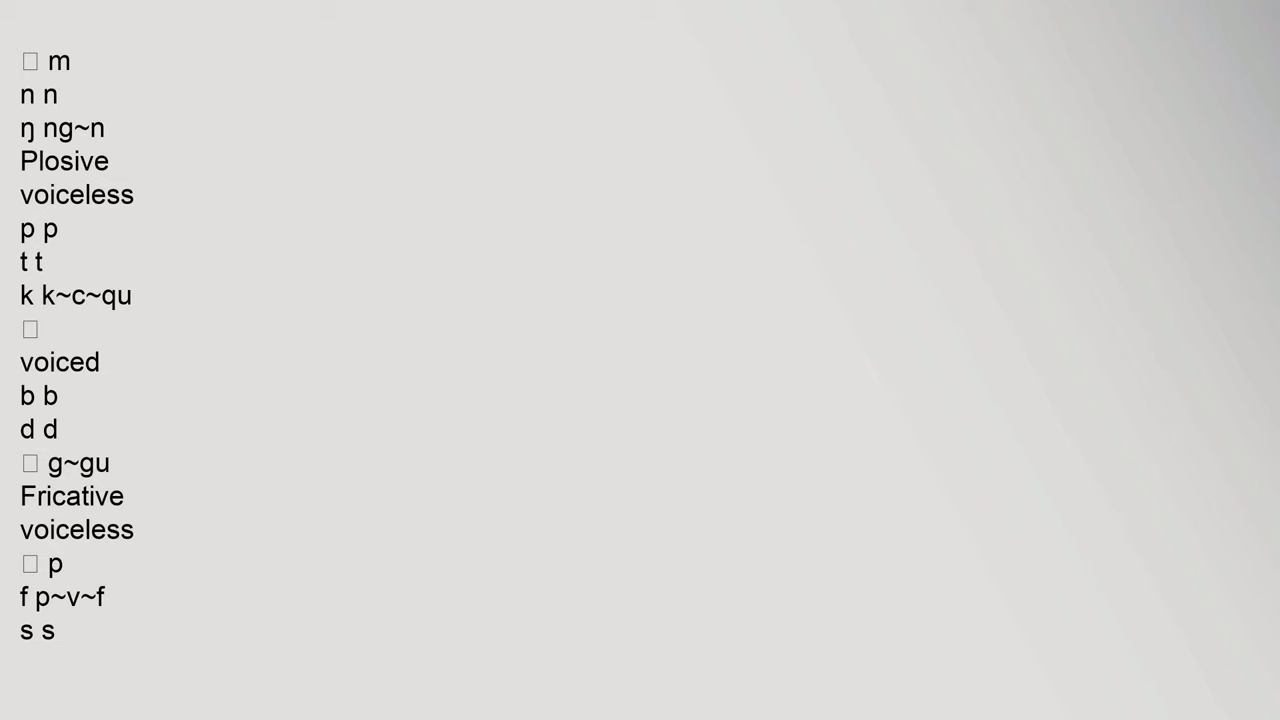 □ m
n n
ŋ ng~n
Plosive
voiceless
p p
t t
k k~c~qu
□
voiced
b b
d d
□ g~gu
Fricative
voiceless
□ p
f p~v~f
s s